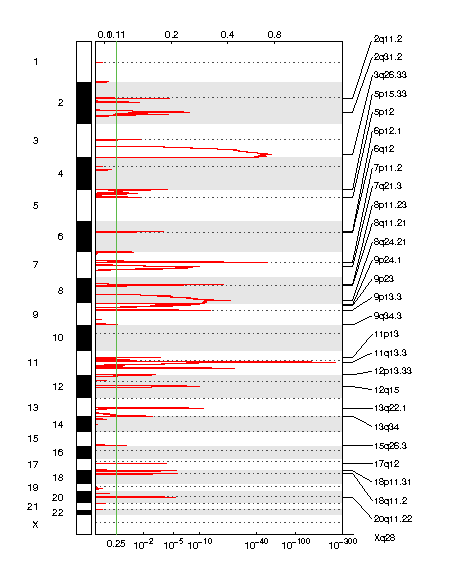 0.0 0.11 0.2 0.4 0.8
1
2
3
4
5
6
7
8
9
10
11
12
13
14
15
16
17
18
19
20
21
22
X
2q11.2
2q31.2
3q26.33
5p15.33
5p12
6p12.1
6q12
7p11.2
7q21.3
8p11.23
8q11.21
8q24.21
9p24.1
9p23
9p13.3
9q34.3
11p13
11q13.3
12p13.33
12q15
13q22.1
13q34
15q26.3
17q12
18p11.31
18q11.2
20q11.22
Xq28
0.25 10−2 10−5 10−10 10−40 10−100 10−300